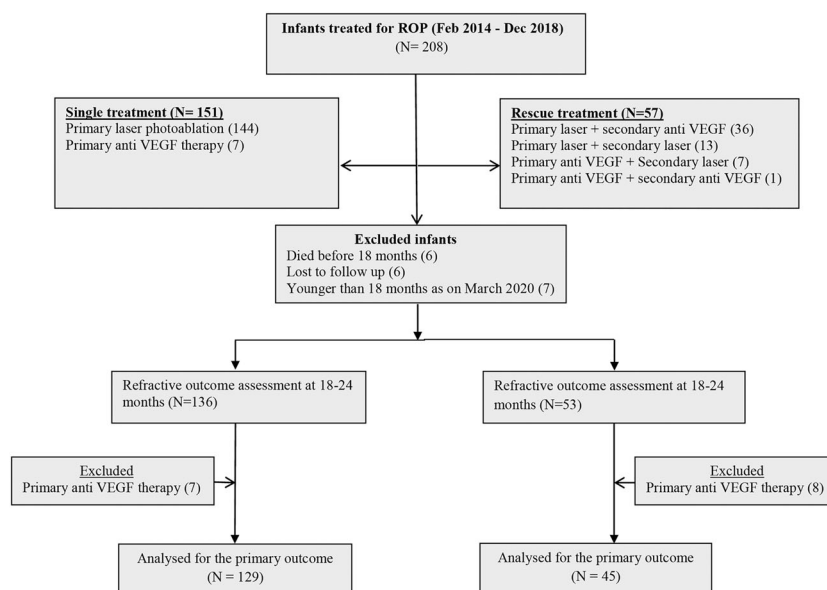 Infants treated for ROP (Feb 2014 - Dec 2018)
(N= 208)
Single treatment (N= 151)
Primary laser photoablation (144)
Primary anti VEGF therapy (7)
Rescue treatment (N=57)
Primary laser + secondary anti VEGF (36)
Primary laser + secondary laser (13)
Primary anti VEGF + Secondary laser (7)
Primary anti VEGF + secondary anti VEGF (1)
Excluded infants
Died before 18 months (6)
Lost to follow up (6)
Younger than 18 months as on March 2020 (7)
Refractive outcome assessment at 18-24
months (N=136)
Refractive outcome assessment at 18-24
months (N=53)
Excluded
Primary anti VEGF therapy (7)
Excluded
Primary anti VEGF therapy (8)
Analysed for the primary outcome
(N = 129)
Analysed for the primary outcome
(N = 45)